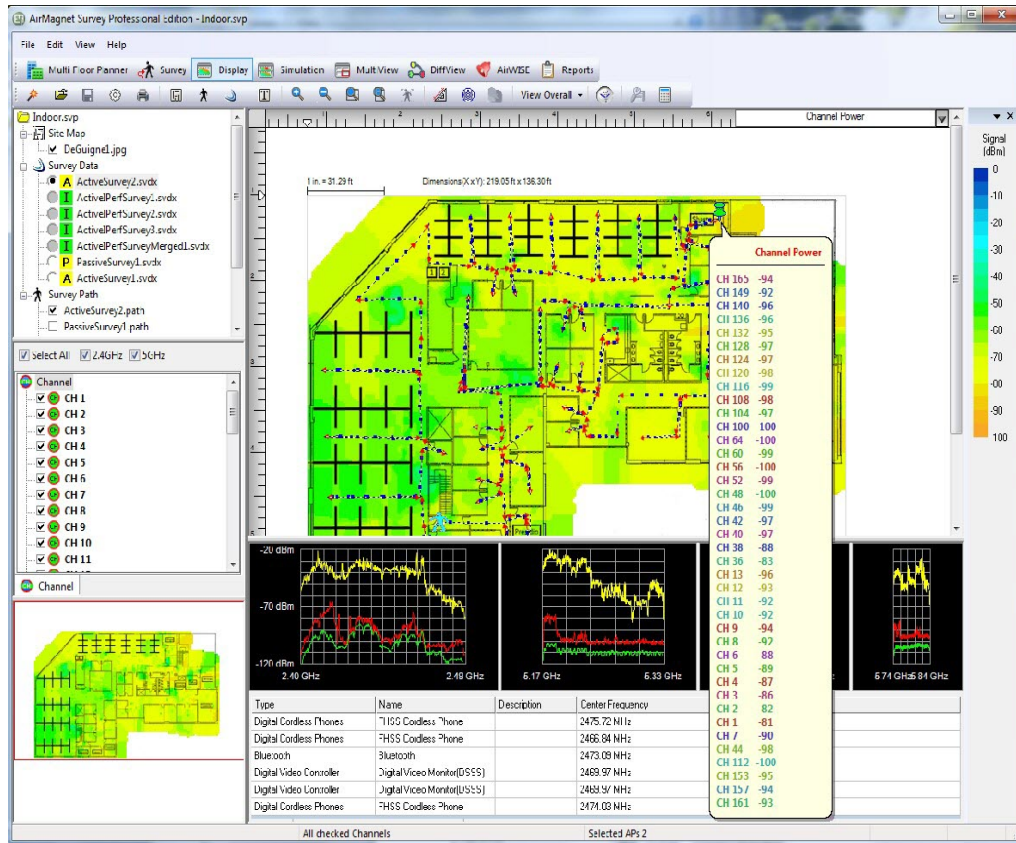 AirMagnet Survey Professional Edition - Indoor.svp
File Edit View Help
Multi Floor Planner Survey Display Simulation MultiView DiffView AirWISE Reports
View Overall
Indoor.svp
Site Map
DeGuigne1.jpg
Survey Data
ActiveSurvey2.svdx
ActiveIPerfSurvey1.svdx
ActiveIPerfSurvey2.svdx
ActiveIPerfSurvey3.svdx
ActiveIPerfSurveyMerged1.svdx
PassiveSurvey1.svdx
ActiveSurvey1.svdx
Survey Path
ActiveSurvey2.path
PassiveSurvey1.path
Select All 2.4GHz 5GHz
Channel
CH 1
CH 2
CH 3
CH 4
CH 5
CH 6
CH 7
CH 8
CH 9
CH 10
CH 11
Channel
Channel Power
1 in. = 31.29 ft Dimensions(X x Y): 219.05 ft x 136.30ft
Signal
(dBm)
0
-10
-20
-30
-40
-50
-60
-70
-80
-90
100
Channel Power
CH 165 -94
CH 149 -92
CH 140 -96
CH 136 -96
CH 132 -95
CH 128 -97
CH 124 -97
CH 120 -98
CH 116 -99
CH 108 -98
CH 104 -97
CH 100 100
CH 64 -100
CH 60 -99
CH 56 -100
CH 52 -99
CH 48 -100
CH 46 -99
CH 42 -97
CH 40 -97
CH 38 -88
CH 36 -83
CH 13 -96
CH 12 -93
CH 11 -92
CH 10 -92
CH 9 -94
CH 8 -92
CH 6 88
CH 5 -89
CH 4 -87
CH 3 -86
CH 2 82
CH 1 -81
CH 7 -90
CH 44 -98
CH 112 -100
CH 153 -95
CH 157 -94
CH 161 -93
-20 dBm
-70 dBm
-120 dBm
2.40 GHz 2.49 GHz 5.17 GHz 5.33 GHz
Type Name Description Center Frequency
Digital Cordless Phones FHSS Cordless Phone 2475.72 MHz
Digital Cordless Phones FHSS Cordless Phone 2466.84 MHz
Bluetooth Bluetooth 2473.09 MHz
Digital Video Controller Digital Video Monitor(DSSS) 2469.97 MHz
Digital Video Controller Digital Video Monitor(DSSS) 2469.97 MHz
Digital Cordless Phones FHSS Cordless Phone 2474.03 MHz
All checked Channels Selected APs 2